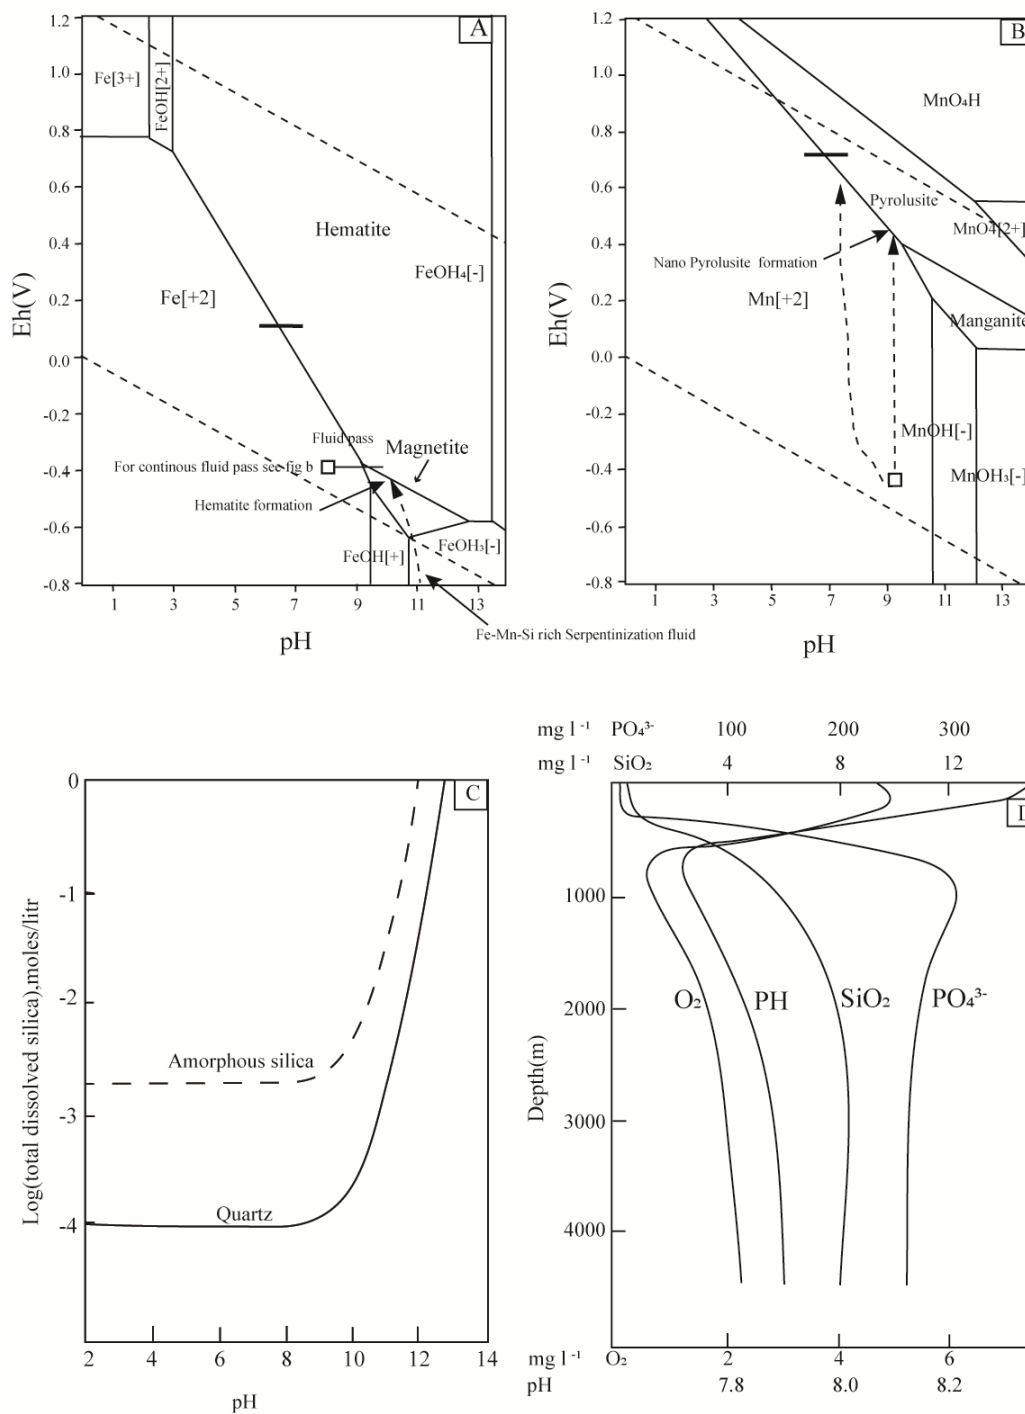 A
Eh(V)
1.2
1.0
0.8
0.6
0.4
0.2
0.0
-0.2
-0.4
-0.6
-0.8
Fe[3+]
FeOH[2+]
Hematite
FeOH₄[-]
Fe[+2]
Fluid pass
Magnetite
For continous fluid pass see fig b
Hematite formation
FeOH[+]
FeOH₃[-]
1 3 5 7 9 11 13
pH
Fe-Mn-Si rich Serpentinization fluid
B
Eh(V)
1.2
1.0
0.8
0.6
0.4
0.2
0.0
-0.2
-0.4
-0.6
-0.8
MnO₄H
Pyrolusite
MnO4[2+]
Nano Pyrolusite formation
Mn[+2]
Manganite
MnOH[-]
MnOH₃[-]
1 3 5 7 9 11 13
pH
C
Log(total dissolved silica),moles/litr
0
-1
-2
-3
-4
Amorphous silica
Quartz
2 4 6 8 10 12 14
pH
mg l⁻¹ PO₄³⁻ 100 200 300
mg l⁻¹ SiO₂ 4 8 12
Depth(m)
1000
2000
3000
4000
O₂ PH SiO₂ PO₄³⁻
mg l⁻¹ O₂ 2 4 6
pH 7.8 8.0 8.2